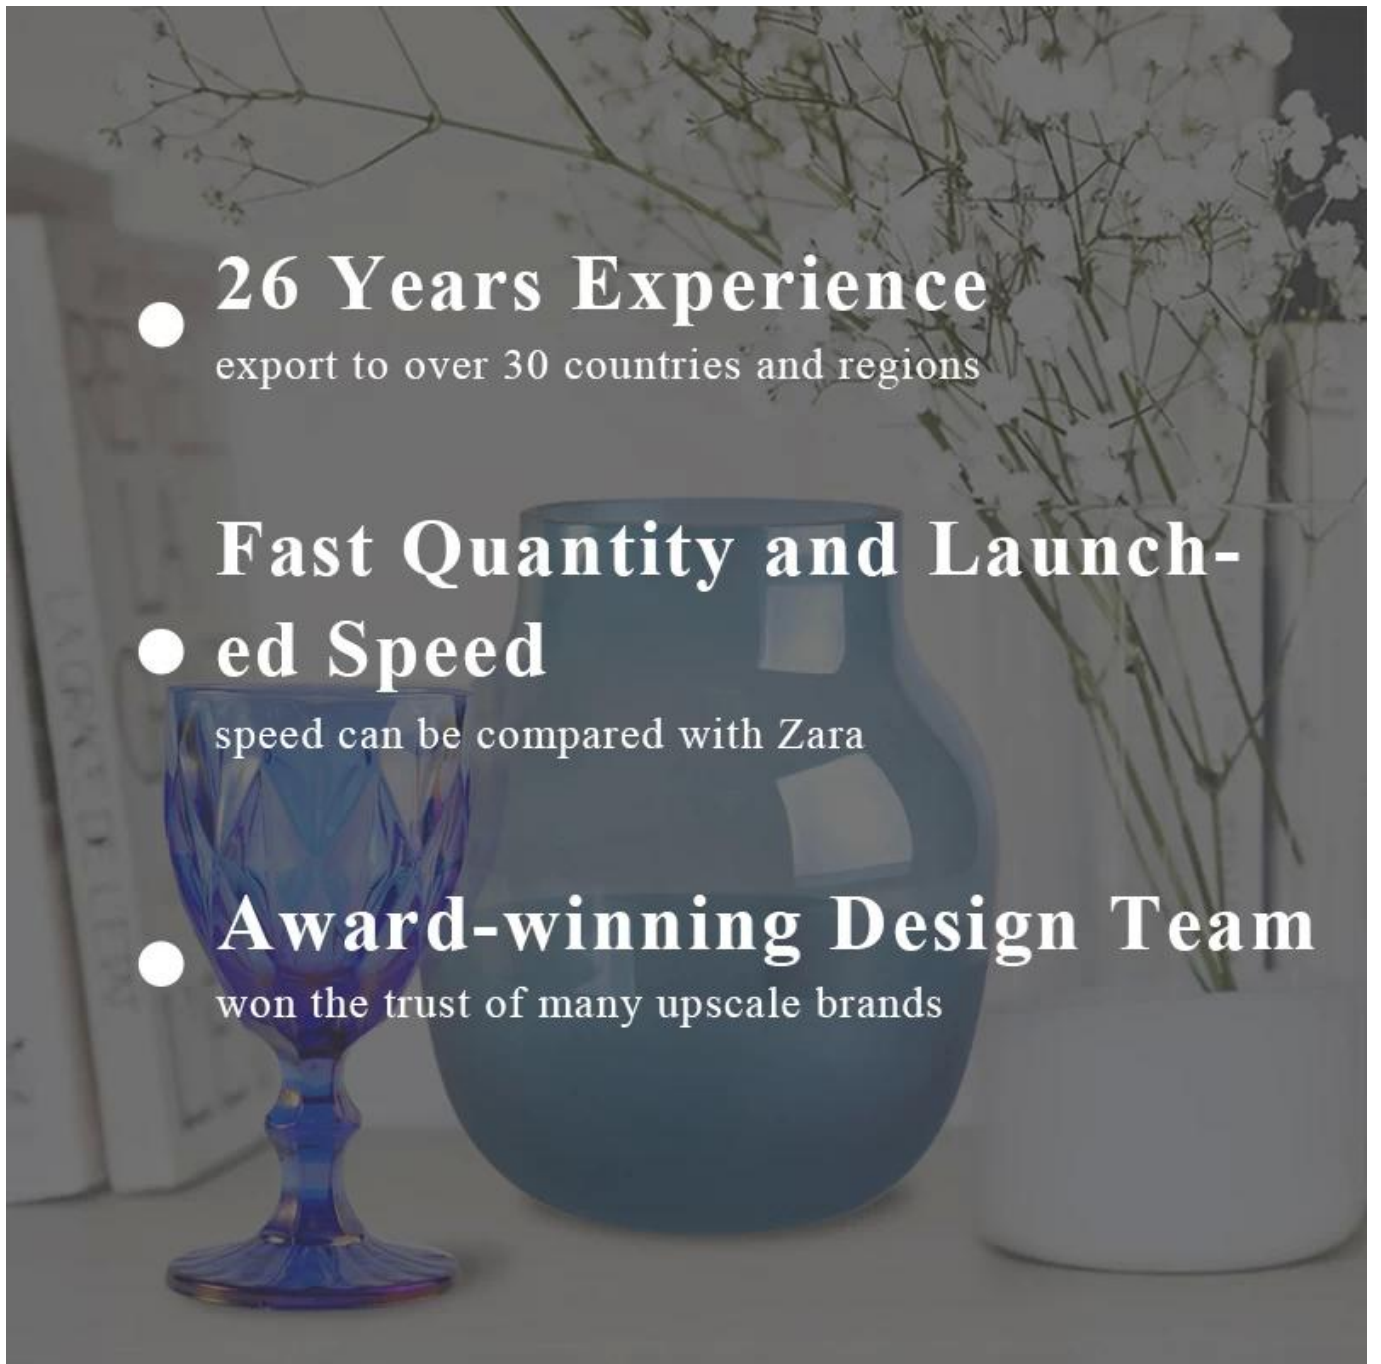 26 Years Experience
export to over 30 countries and regions
Fast Quantity and Launch-
ed Speed
speed can be compared with Zara
Award-winning Design Team
won the trust of many upscale brands